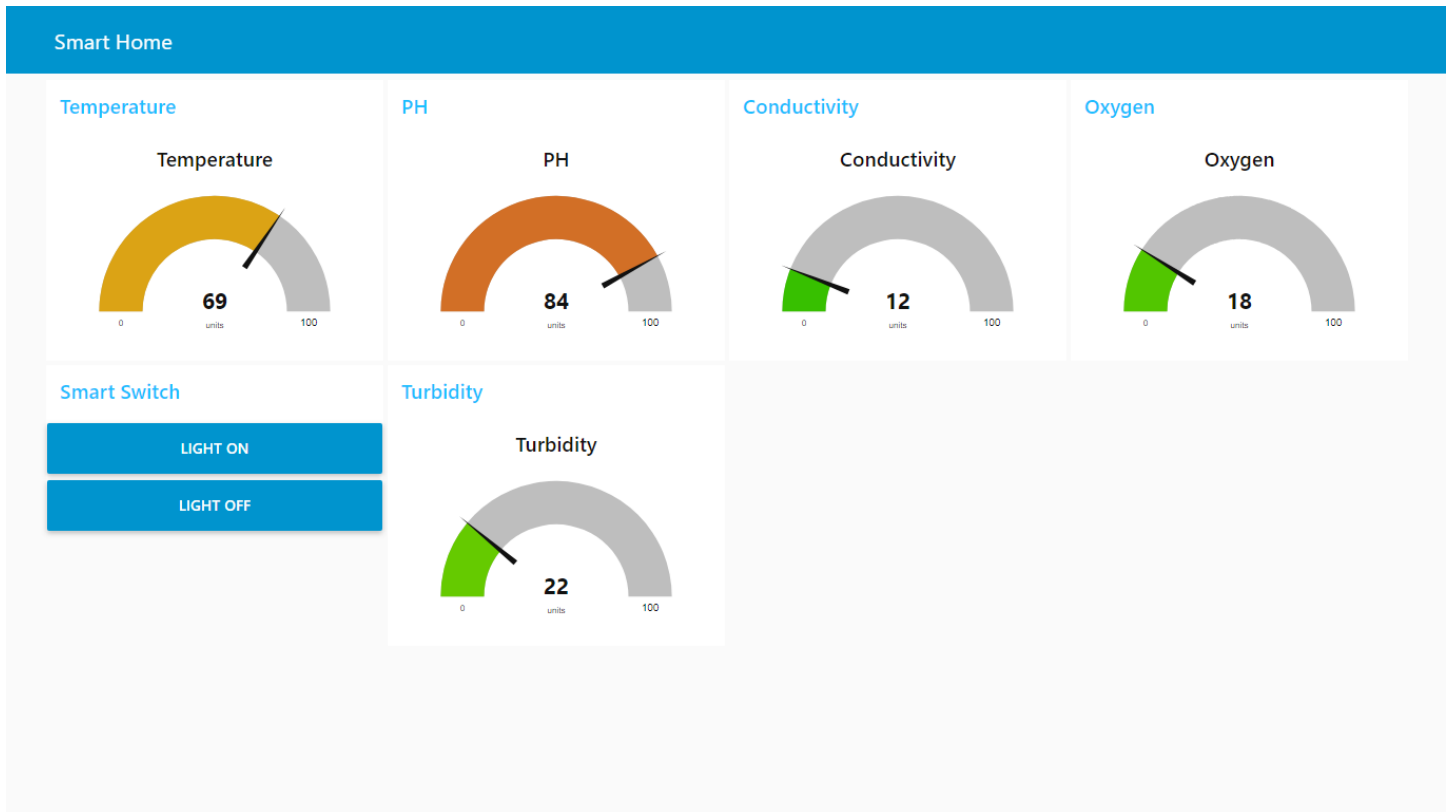 Smart Home
Temperature
Temperature
69
units
0
100
PH
PH
84
units
0
100
Conductivity
Conductivity
12
units
0
100
Oxygen
Oxygen
18
units
0
100
Smart Switch
LIGHT ON
LIGHT OFF
Turbidity
Turbidity
22
units
0
100